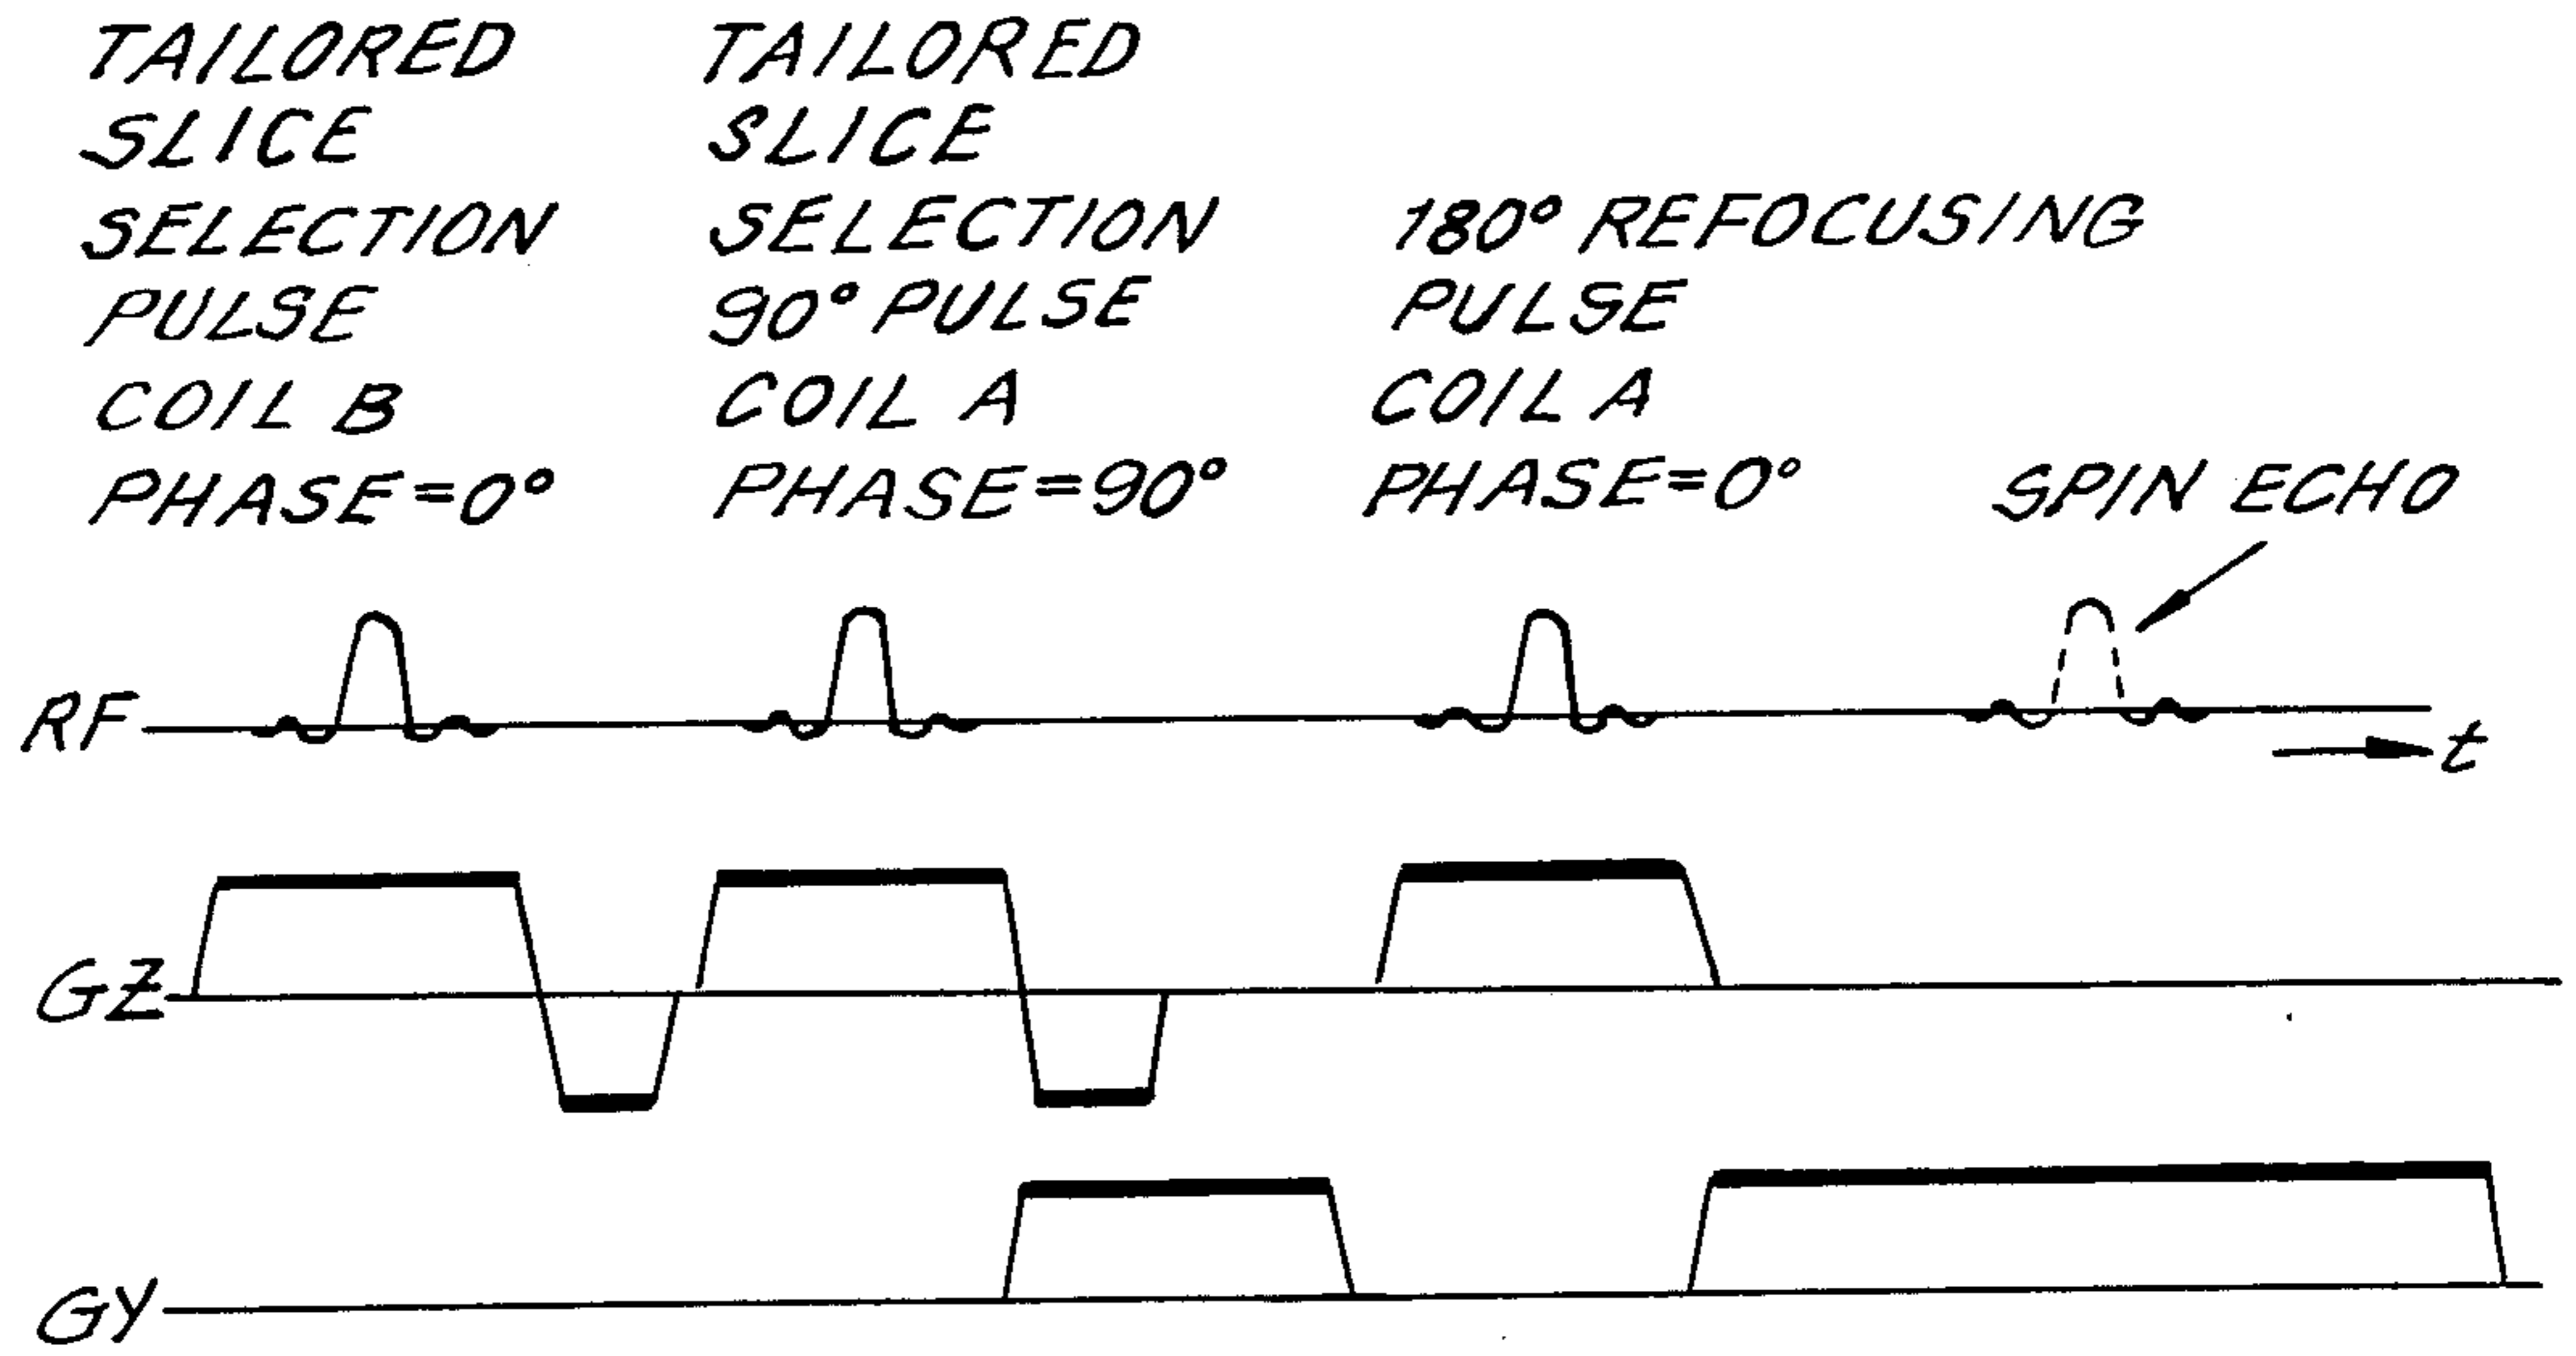 TAILORED
SLICE
SELECTION
PULSE
COIL B
PHASE=0°
TAILORED
SLICE
SELECTION
90° PULSE
COIL A
PHASE=90°
180° REFOCUSING
PULSE
COIL A
PHASE=0°
SPIN ECHO
RF
t
GZ
GY